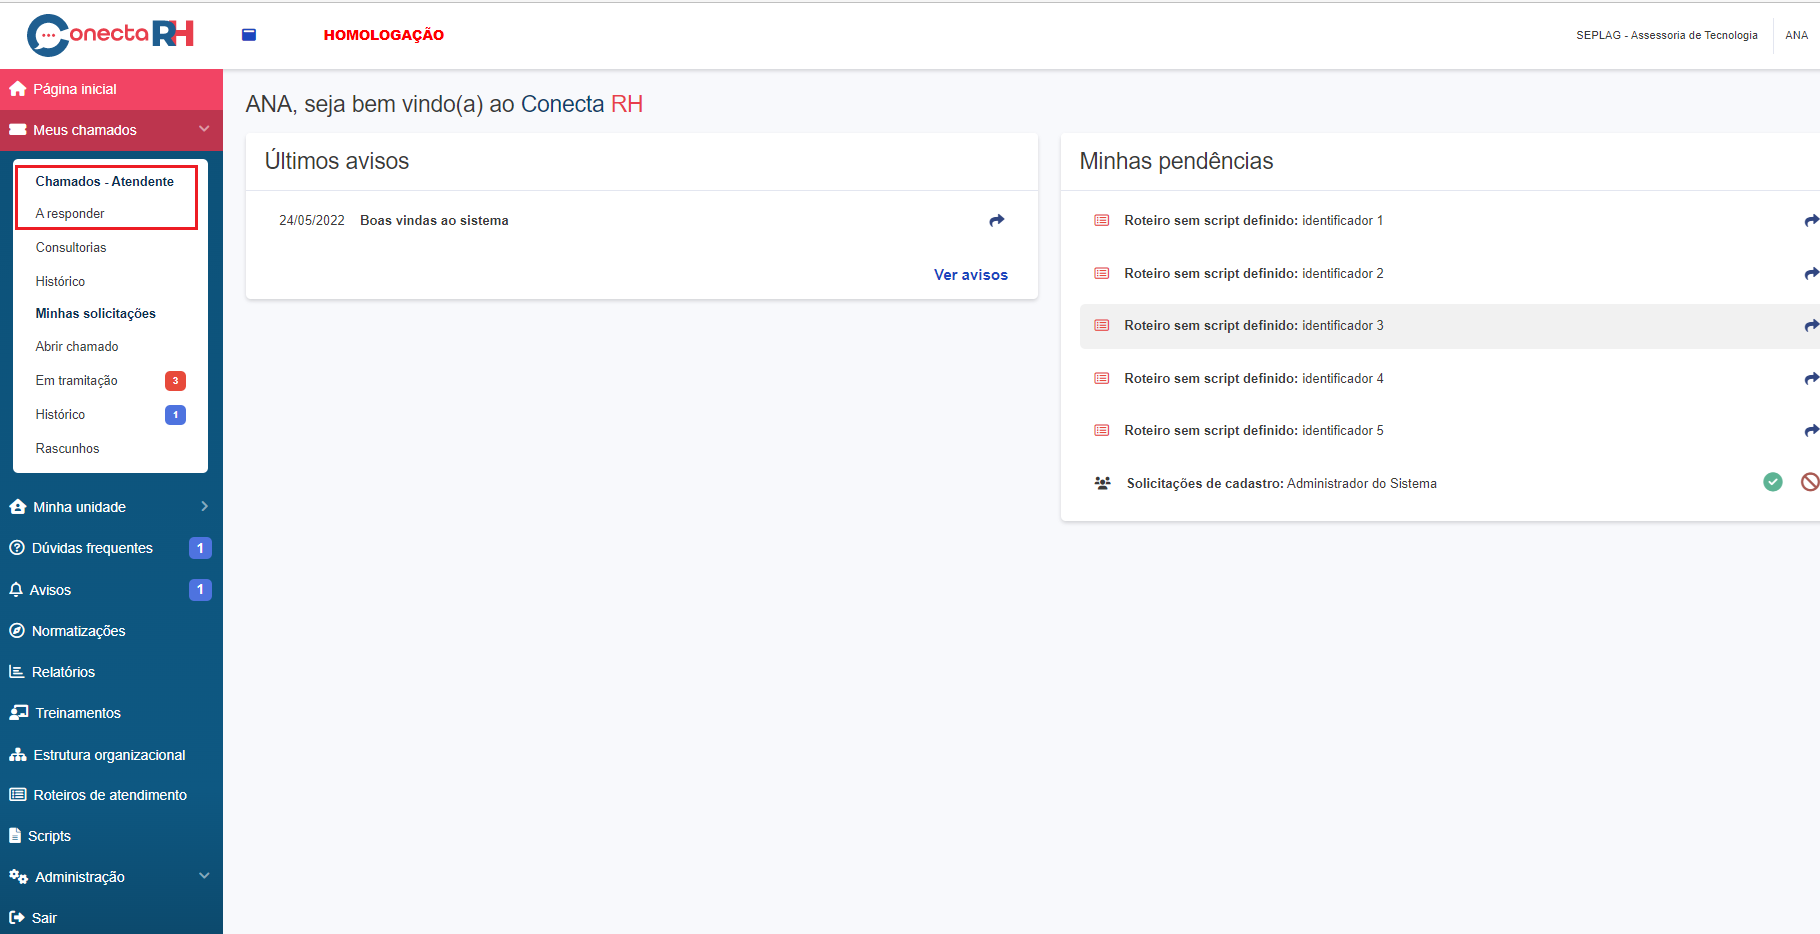 Conecta RH
HOMOLOGAÇÃO
SEPLAG - Assessoria de Tecnologia
ANA
Página inicial
Meus chamados
Chamados - Atendente
A responder
Consultorias
Histórico
Minhas solicitações
Abrir chamado
Em tramitação 3
Histórico 1
Rascunhos
Minha unidade
Dúvidas frequentes 1
Avisos 1
Normatizações
Relatórios
Treinamentos
Estrutura organizacional
Roteiros de atendimento
Scripts
Administração
Sair
ANA, seja bem vindo(a) ao Conecta RH
Últimos avisos
24/05/2022 Boas vindas ao sistema
Ver avisos
Minhas pendências
Roteiro sem script definido: identificador 1
Roteiro sem script definido: identificador 2
Roteiro sem script definido: identificador 3
Roteiro sem script definido: identificador 4
Roteiro sem script definido: identificador 5
Solicitações de cadastro: Administrador do Sistema